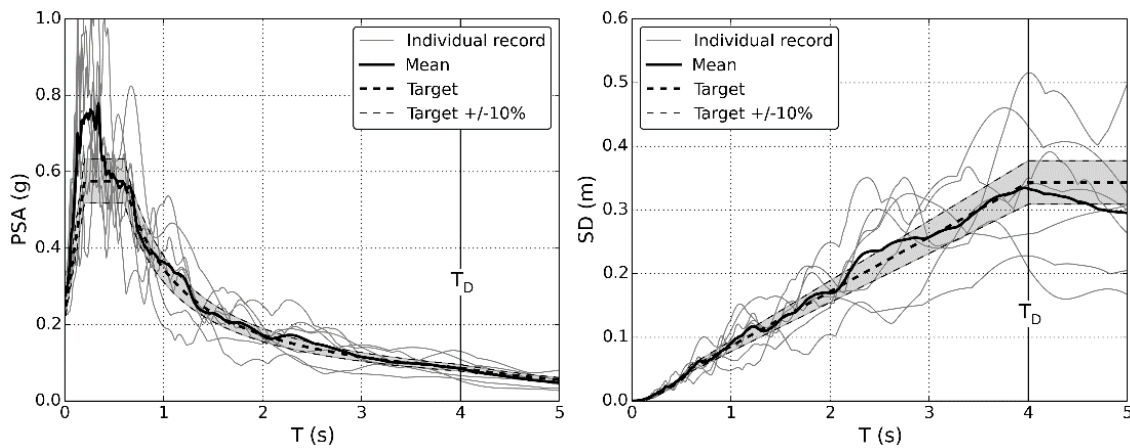 PSA (g)
1.0
0.8
0.6
0.4
0.2
0.0
Individual record
Mean
Target
Target +/-10%
T_D
0
1
2
3
4
5
T (s)
SD (m)
0.6
0.5
0.4
0.3
0.2
0.1
0.0
Individual record
Mean
Target
Target +/-10%
T_D
0
1
2
3
4
5
T (s)